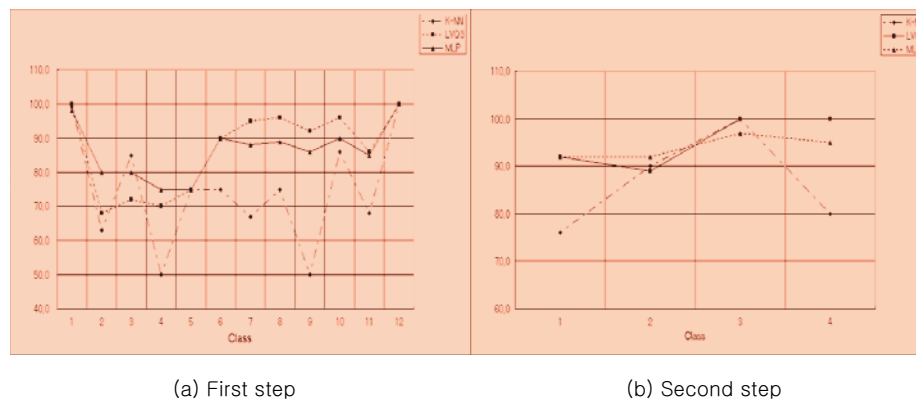 K-NN
LVQ3
MLP
110,0
100,0
90,0
80,0
70,0
60,0
50,0
40,0
1 2 3 4 5 6 7 8 9 10 11 12
Class
K-N
LVQ
ML
110,0
100,0
90,0
80,0
70,0
60,0
1 2 3 4
Class
(a) First step
(b) Second step